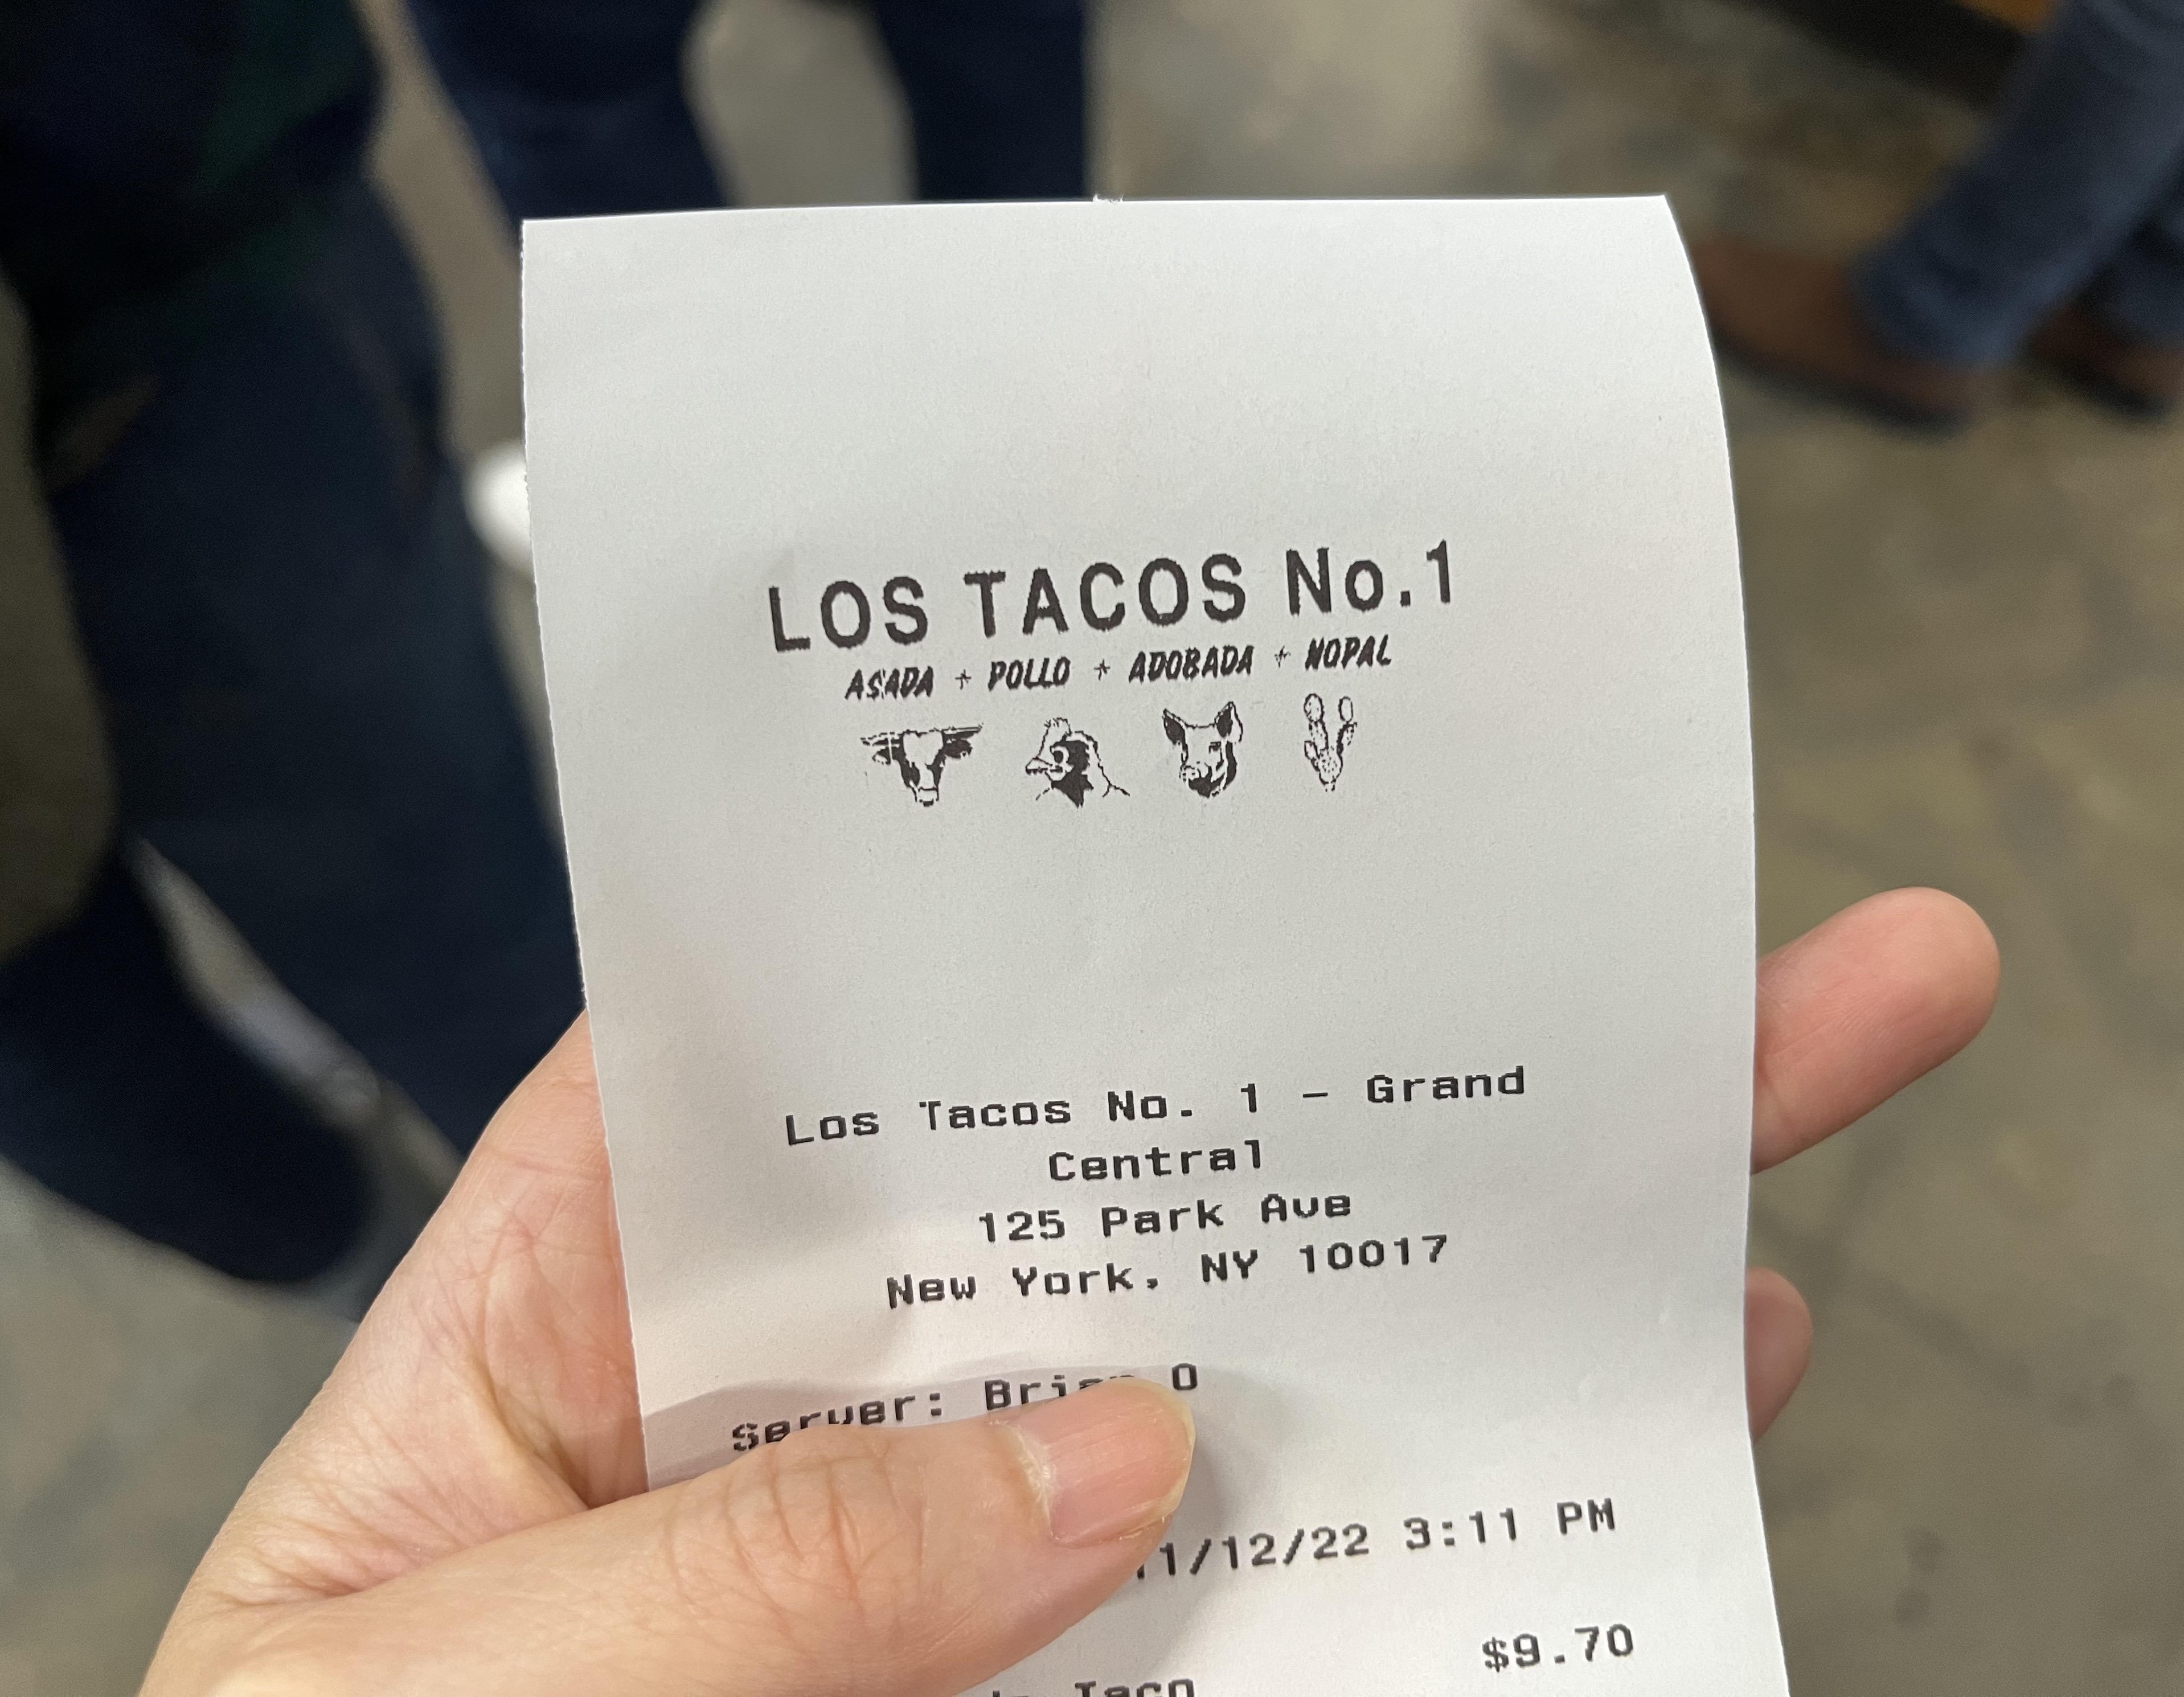 LOS TACOS No.1
ASADA + POLLO + ADOBADA + NOPAL
Los Tacos No. 1 - Grand
Central
125 Park Ave
New York, NY 10017
Server: O
1/12/22 3:11 PM
$9.70
Taco